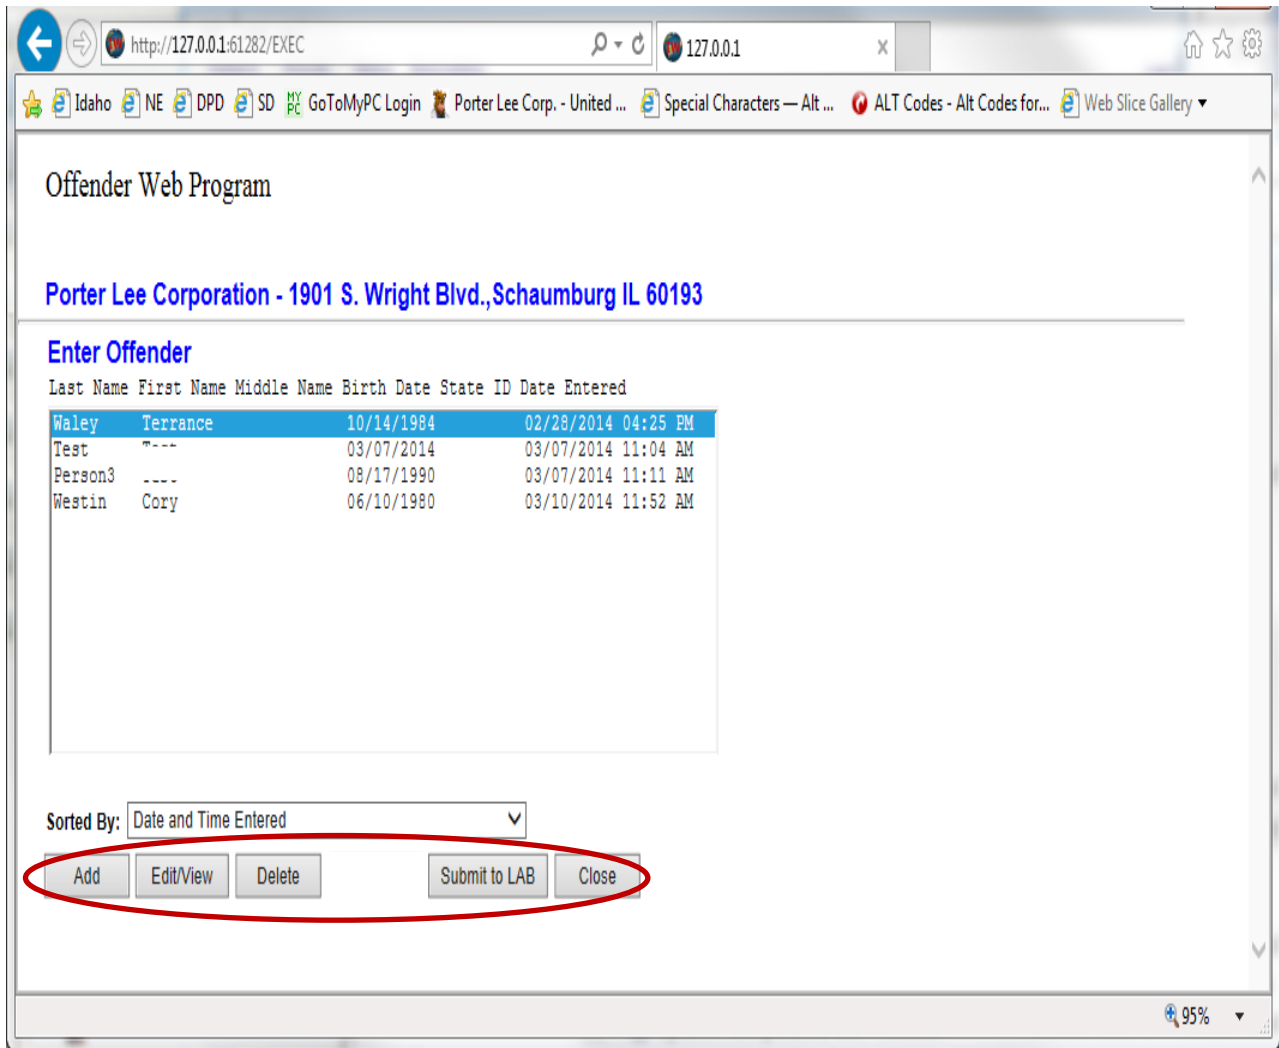 http://127.0.0.1:61282/EXEC
127.0.0.1
Idaho NE DPD SD MY PC GoToMyPC Login Porter Lee Corp. - United ... Special Characters — Alt ... ALT Codes - Alt Codes for... Web Slice Gallery
Offender Web Program
Porter Lee Corporation - 1901 S. Wright Blvd.,Schaumburg IL 60193
Enter Offender
Last Name First Name Middle Name Birth Date State ID Date Entered
Waley Terrance 10/14/1984 02/28/2014 04:25 PM
Test 03/07/2014 03/07/2014 11:04 AM
Person3 08/17/1990 03/07/2014 11:11 AM
Westin Cory 06/10/1980 03/10/2014 11:52 AM
Sorted By: Date and Time Entered
Add Edit/View Delete Submit to LAB Close
95%